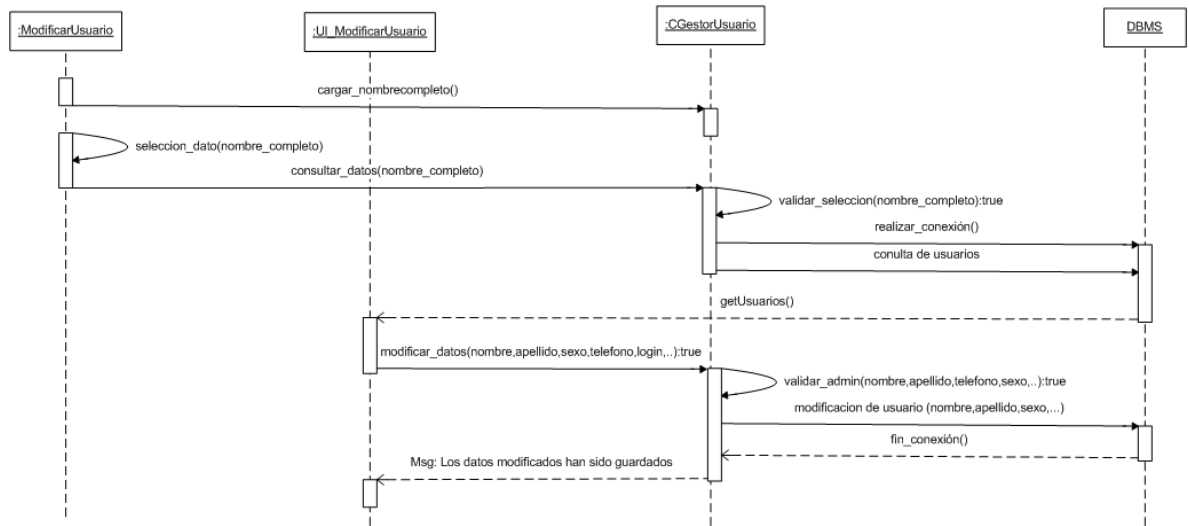 :ModificarUsuario
:UI_ModificarUsuario
:CGestorUsuario
DBMS
cargar_nombrecompleto()
seleccion_dato(nombre_completo)
consultar_datos(nombre_completo)
validar_seleccion(nombre_completo):true
realizar_conexión()
conulta de usuarios
getUsuarios()
modificar_datos(nombre,apellido,sexo,telefono,login,..):true
validar_admin(nombre,apellido,telefono,sexo,..):true
modificacion de usuario (nombre,apellido,sexo,...)
fin_conexión()
Msg: Los datos modificados han sido guardados